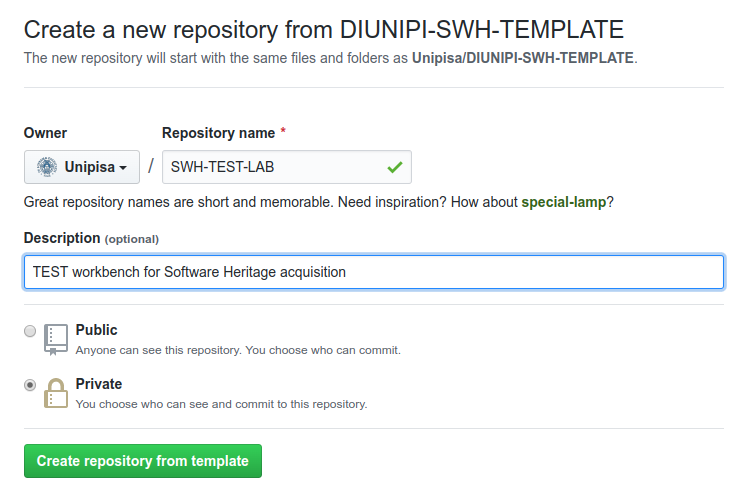 Create a new repository from DIUNIPI-SWH-TEMPLATE
The new repository will start with the same files and folders as Unipisa/DIUNIPI-SWH-TEMPLATE.
Owner Repository name *
Unipisa / SWH-TEST-LAB
Great repository names are short and memorable. Need inspiration? How about special-lamp?
Description (optional)
TEST workbench for Software Heritage acquisition
Public
Anyone can see this repository. You choose who can commit.
Private
You choose who can see and commit to this repository.
Create repository from template